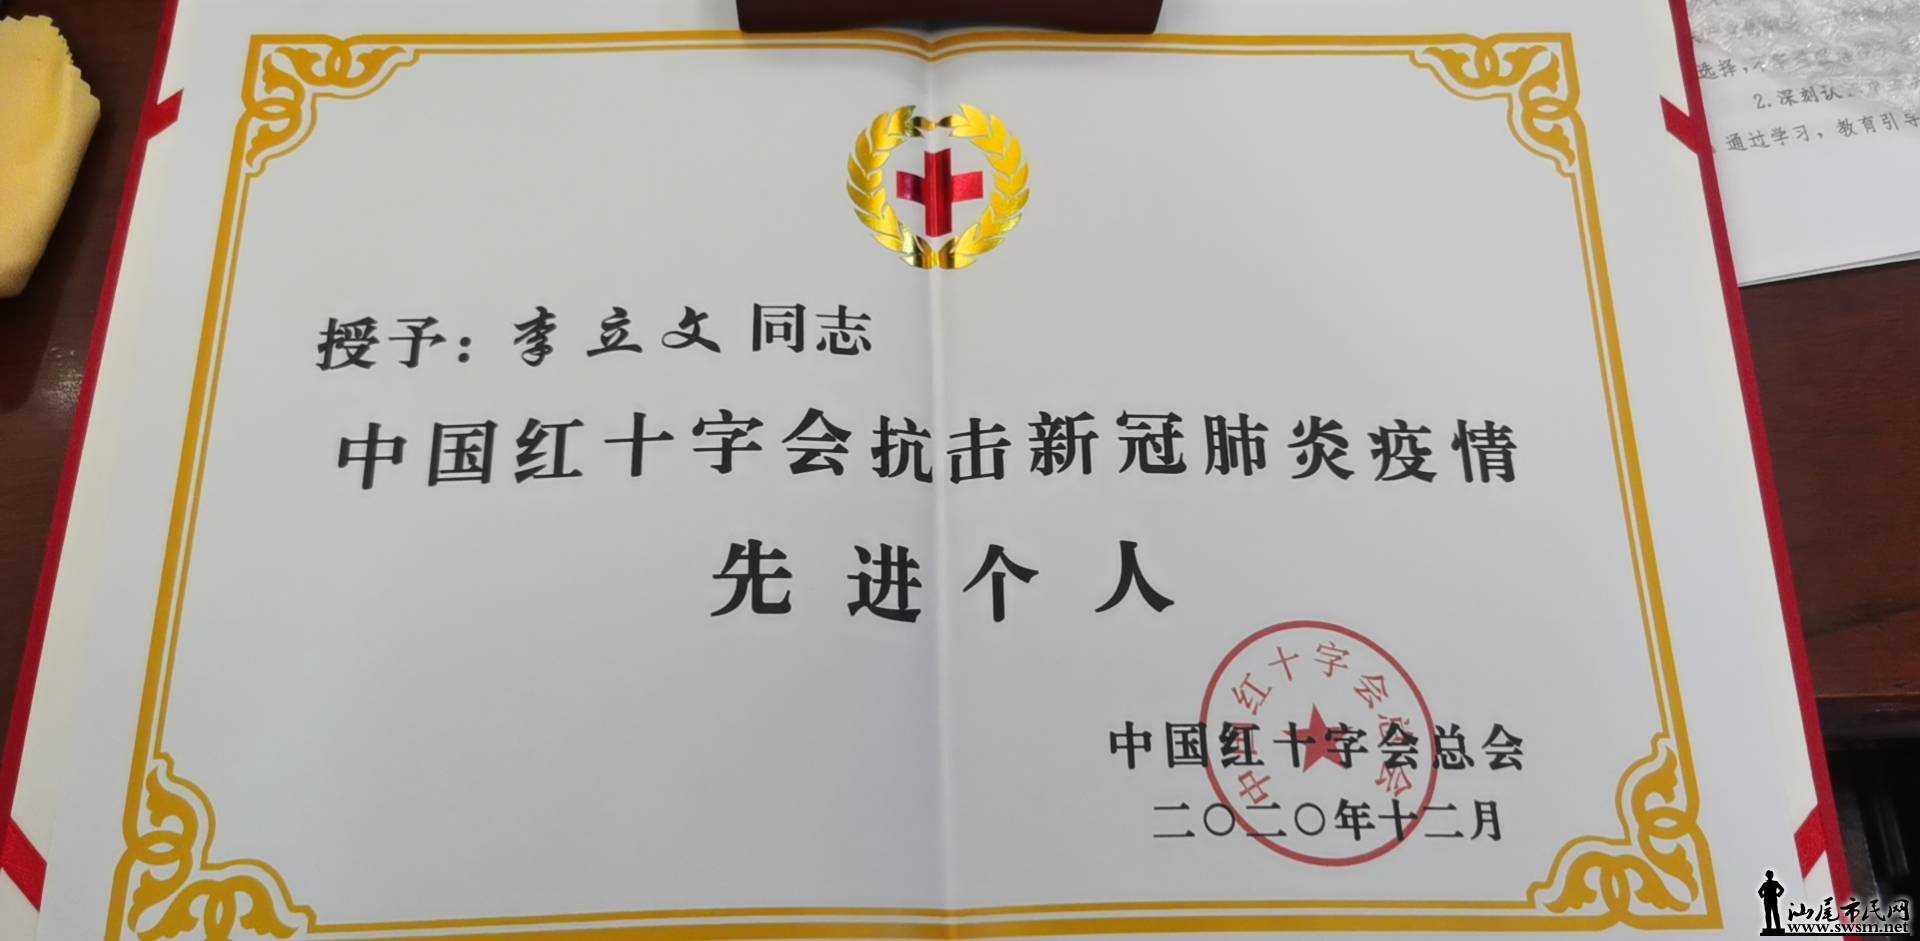 授予：李立文同志
中国红十字会抗击新冠肺炎疫情
先进个人
中国红十字会总会
中国红十字会总会
二〇二〇年十二月
选择，
2.深刻认
通过学习，教育引导
汕尾市民网
www.swsm.net